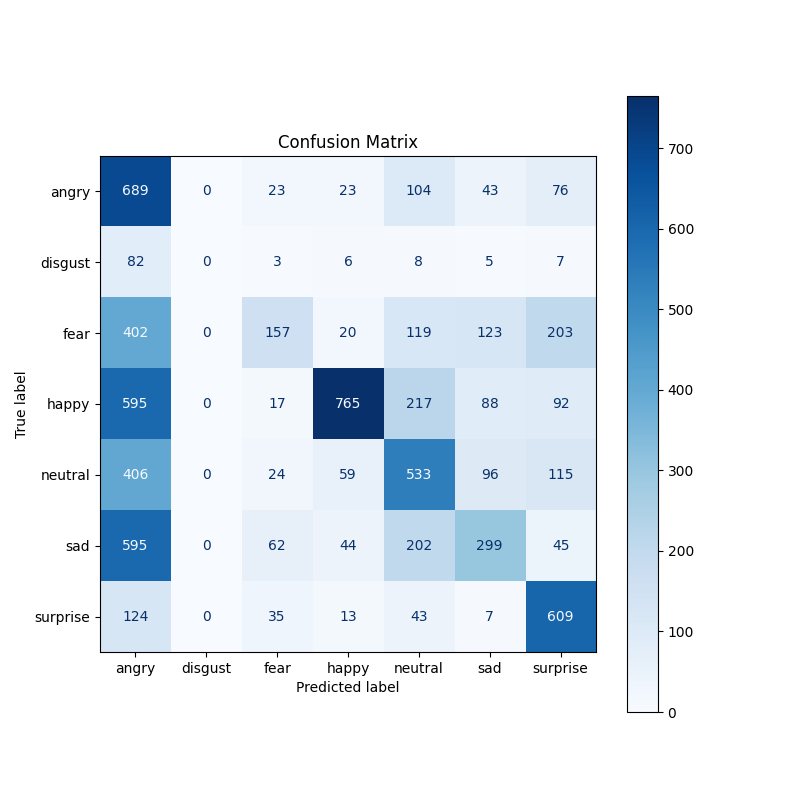 Confusion Matrix
angry 689 0 23 23 104 43 76
disgust 82 0 3 6 8 5 7
fear 402 0 157 20 119 123 203
happy 595 0 17 765 217 88 92
neutral 406 0 24 59 533 96 115
sad 595 0 62 44 202 299 45
surprise 124 0 35 13 43 7 609
angry disgust fear happy neutral sad surprise
Predicted label
True label
700
600
500
400
300
200
100
0